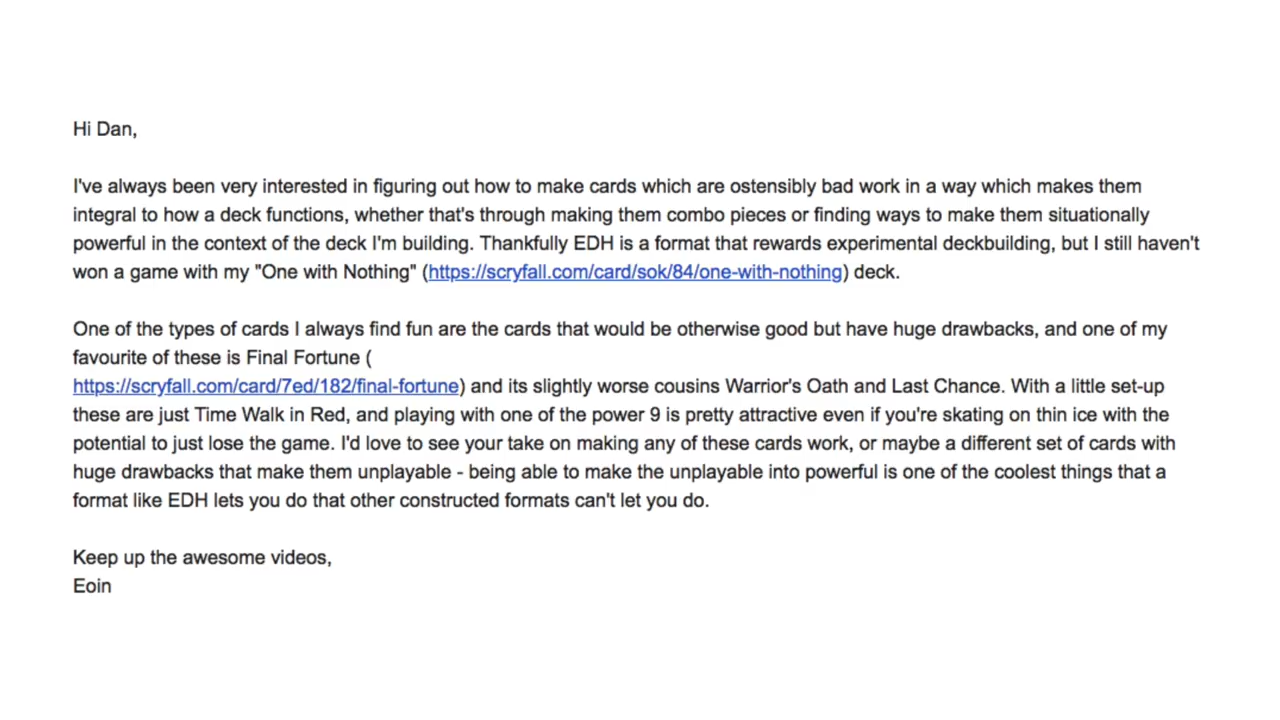 Hi Dan,
I've always been very interested in figuring out how to make cards which are ostensibly bad work in a way which makes them
integral to how a deck functions, whether that's through making them combo pieces or finding ways to make them situationally
powerful in the context of the deck I'm building. Thankfully EDH is a format that rewards experimental deckbuilding, but I still haven't
won a game with my "One with Nothing" (https://scryfall.com/card/sok/84/one-with-nothing) deck.
One of the types of cards I always find fun are the cards that would be otherwise good but have huge drawbacks, and one of my
favourite of these is Final Fortune (
https://scryfall.com/card/7ed/182/final-fortune) and its slightly worse cousins Warrior's Oath and Last Chance. With a little set-up
these are just Time Walk in Red, and playing with one of the power 9 is pretty attractive even if you're skating on thin ice with the
potential to just lose the game. I'd love to see your take on making any of these cards work, or maybe a different set of cards with
huge drawbacks that make them unplayable - being able to make the unplayable into powerful is one of the coolest things that a
format like EDH lets you do that other constructed formats can't let you do.
Keep up the awesome videos,
Eoin